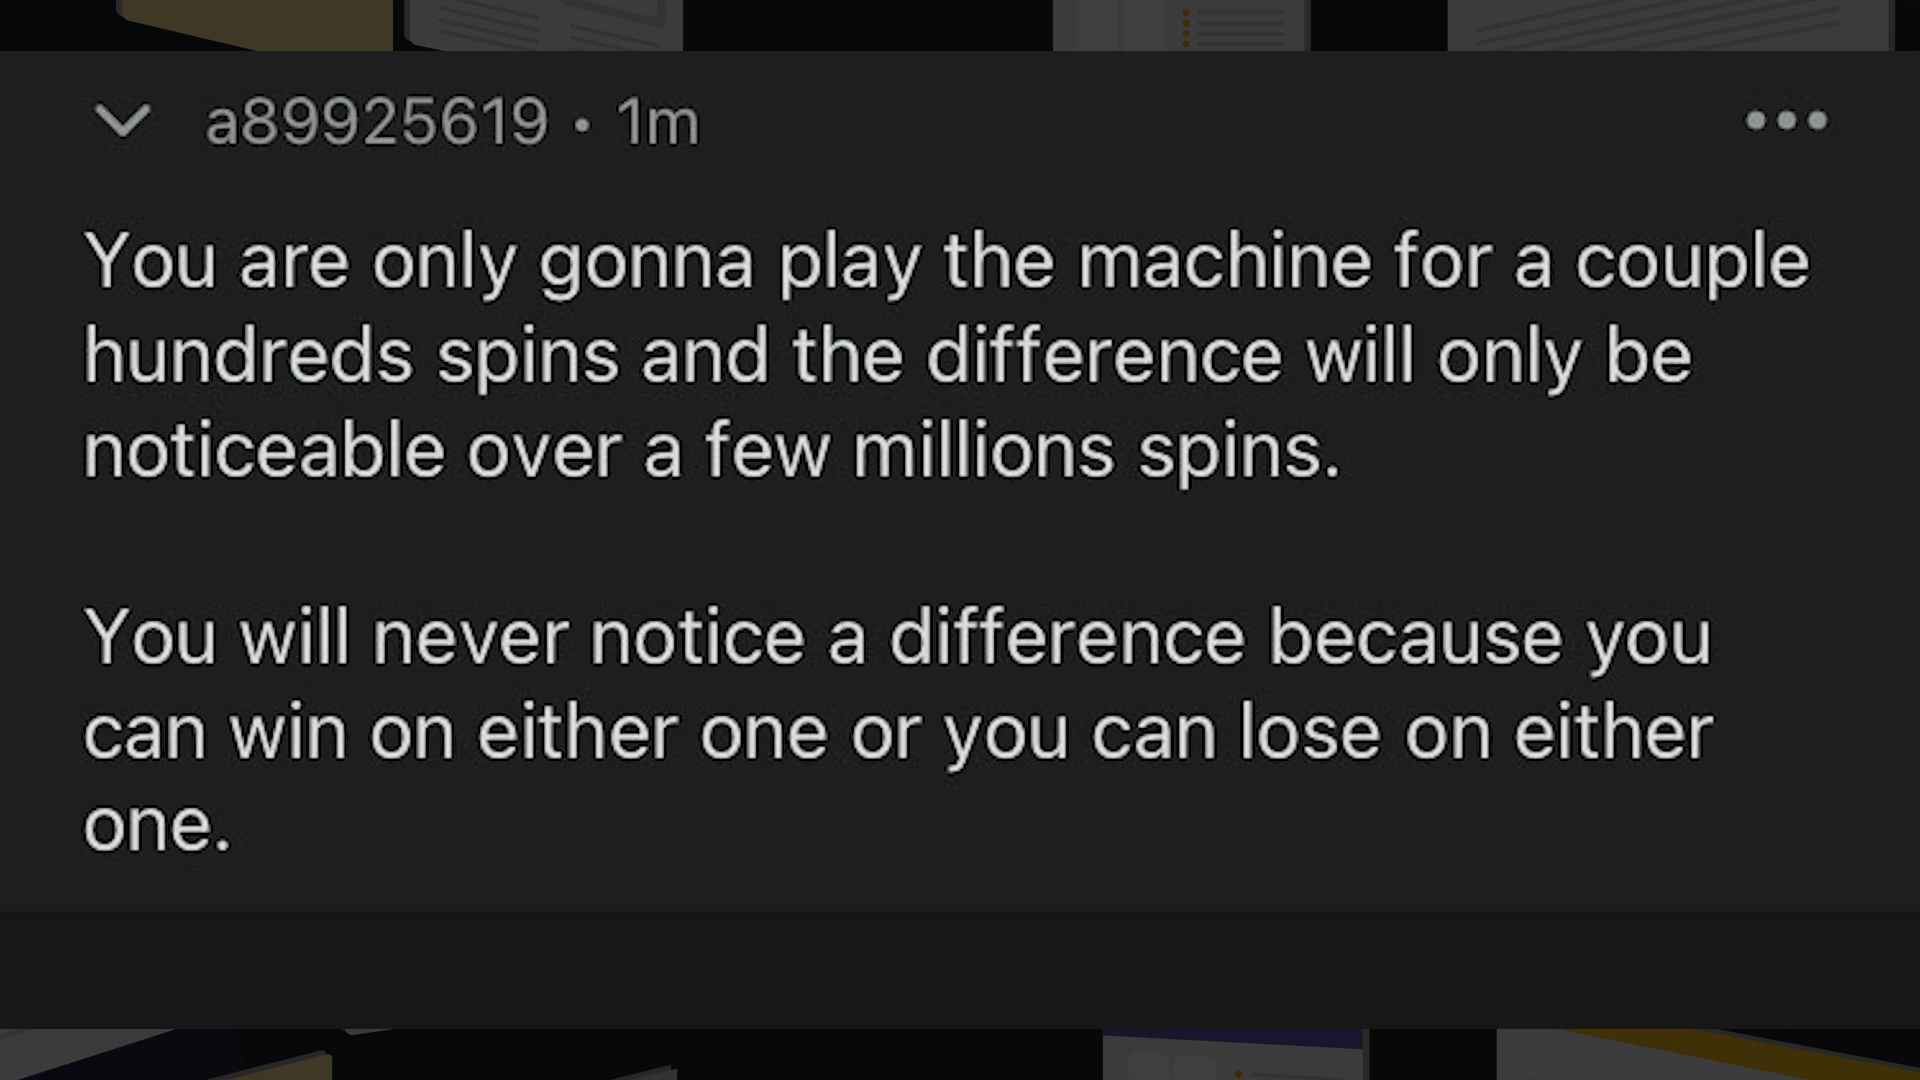 a89925619 • 1m
You are only gonna play the machine for a couple
hundreds spins and the difference will only be
noticeable over a few millions spins.
You will never notice a difference because you
can win on either one or you can lose on either
one.